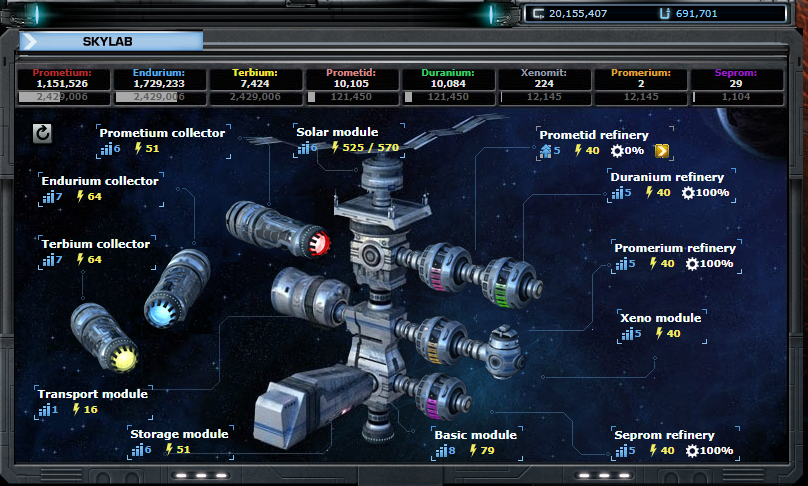 20,155,407 691,701
SKYLAB
Prometium: Endurium: Terbium: Prometid: Duranium: Xenomit: Promerium: Seprom:
1,151,526 1,729,233 7,424 10,105 10,084 224 2 29
2,429,006 2,429,006 2,429,006 121,450 121,450 12,145 12,145 1,104
Prometium collector
6 51
Solar module
6 525 / 570
Prometid refinery
5 40 0%
Endurium collector
7 64
Duranium refinery
5 40 100%
Terbium collector
7 64
Promerium refinery
5 40 100%
Xeno module
5 40
Transport module
1 16
Storage module
6 51
Basic module
8 79
Seprom refinery
5 40 100%